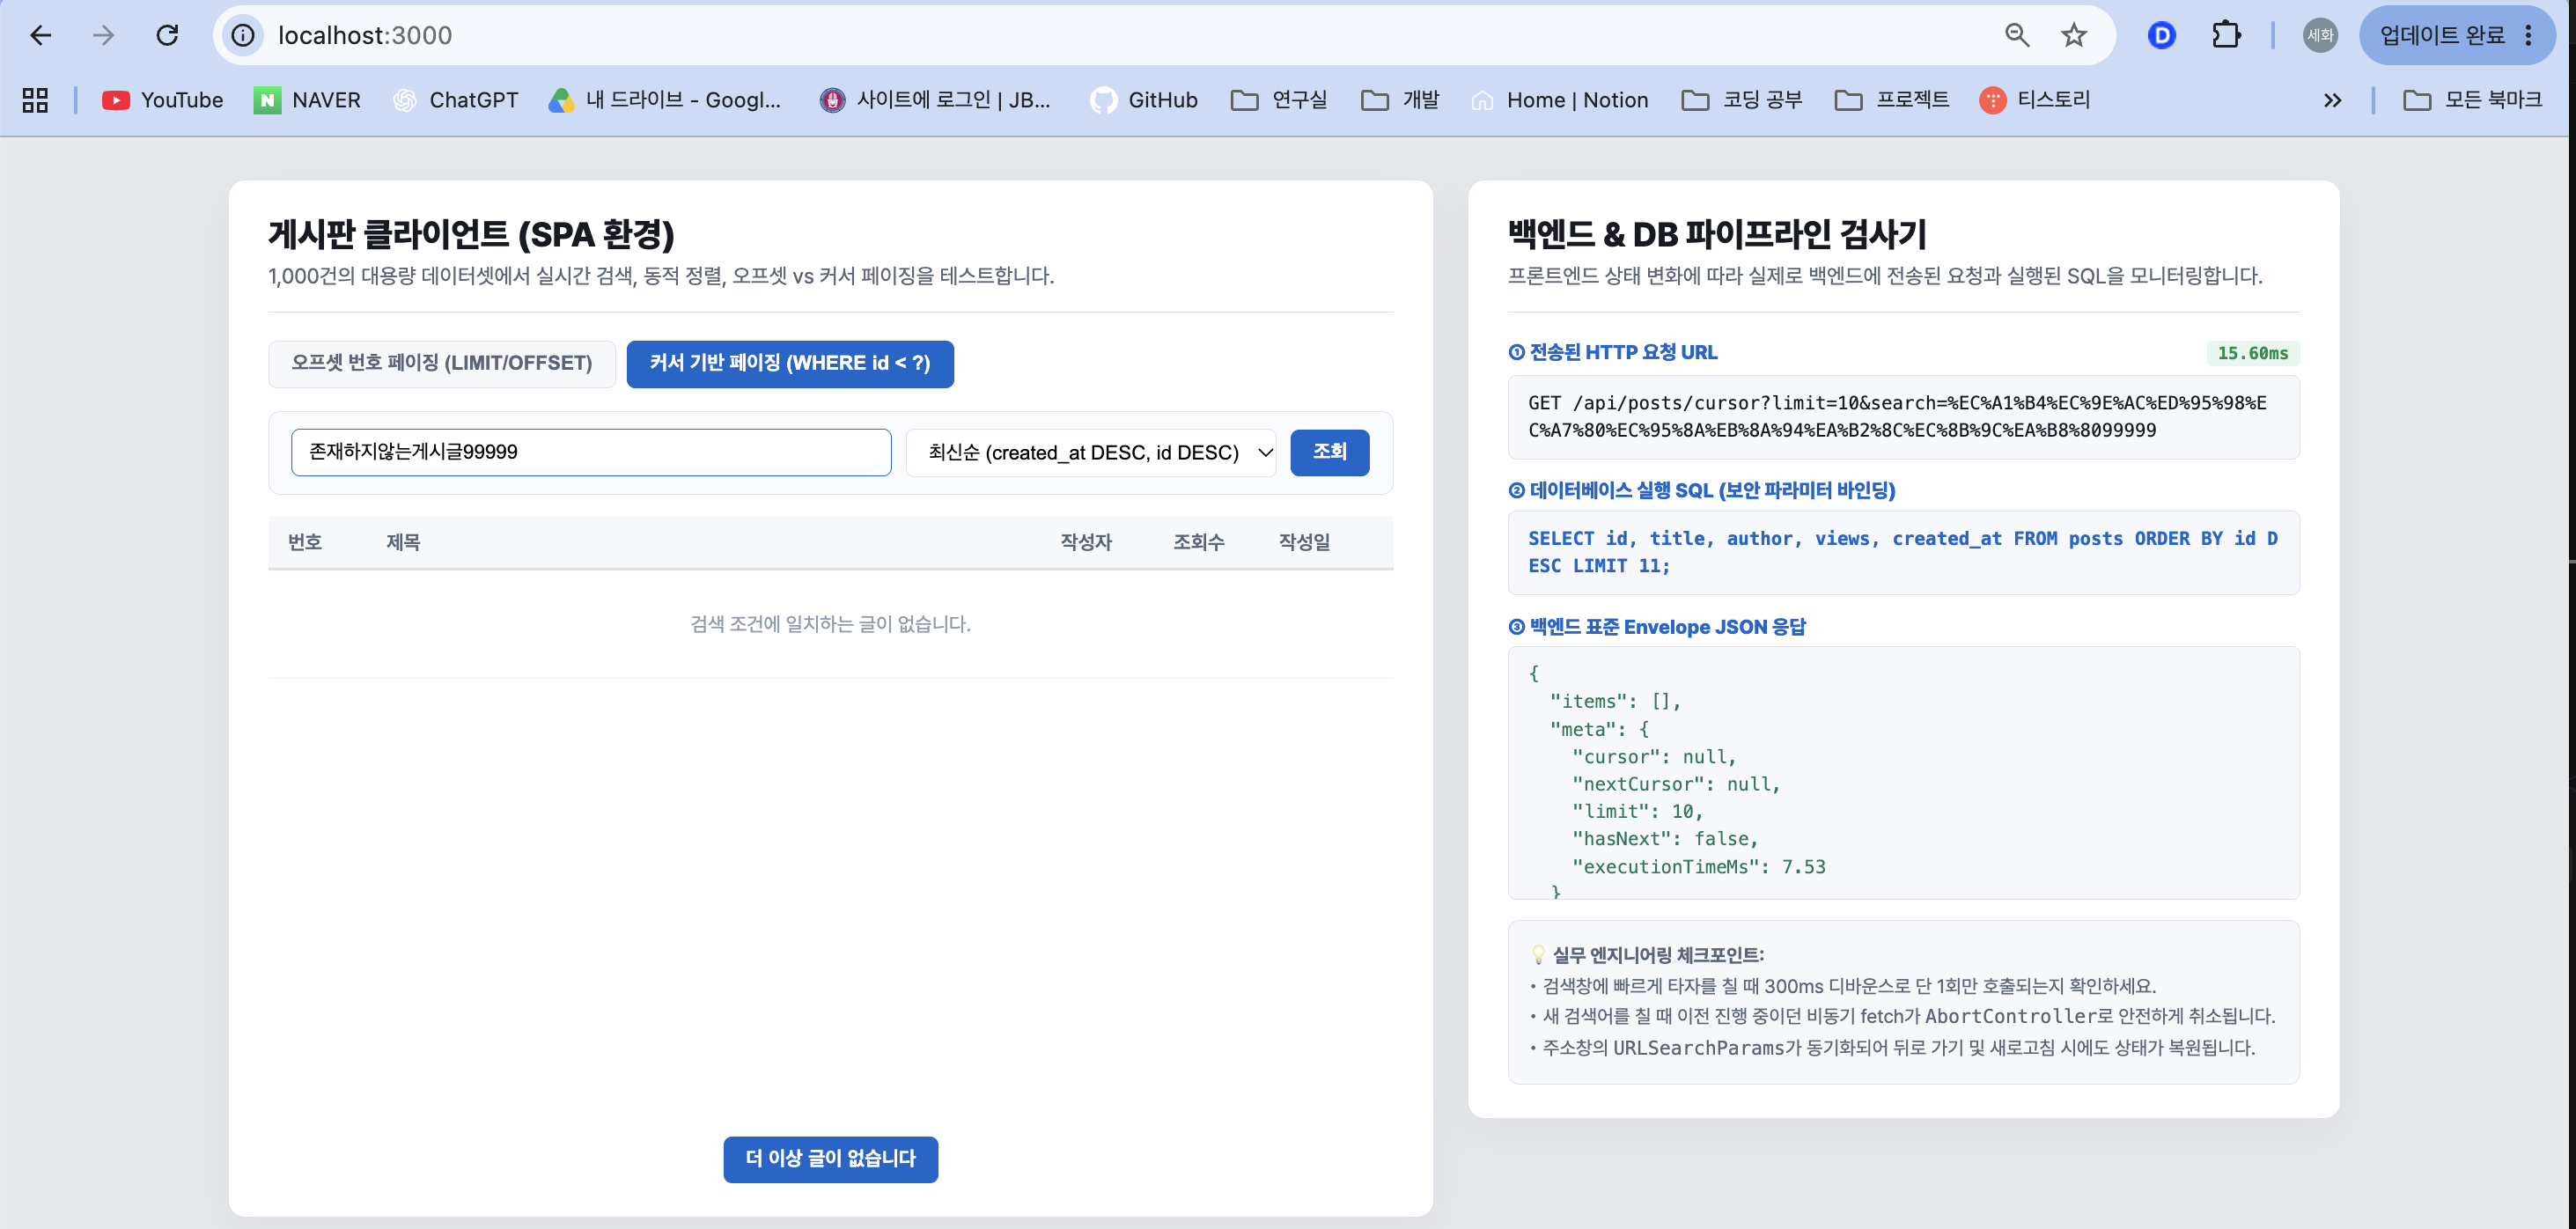 localhost:3000
세화
업데이트 완료
YouTube
NAVER
ChatGPT
내 드라이브 - Googl...
사이트에 로그인 | JB...
GitHub
연구실
개발
Home | Notion
코딩 공부
프로젝트
티스토리
모든 북마크
게시판 클라이언트 (SPA 환경)
1,000건의 대용량 데이터셋에서 실시간 검색, 동적 정렬, 오프셋 vs 커서 페이징을 테스트합니다.
오프셋 번호 페이징 (LIMIT/OFFSET)
커서 기반 페이징 (WHERE id < ?)
존재하지않는게시글99999
최신순 (created_at DESC, id DESC)
조회
번호 제목 작성자 조회수 작성일
검색 조건에 일치하는 글이 없습니다.
더 이상 글이 없습니다
백엔드 & DB 파이프라인 검사기
프론트엔드 상태 변화에 따라 실제로 백엔드에 전송된 요청과 실행된 SQL을 모니터링합니다.
① 전송된 HTTP 요청 URL
15.60ms
GET /api/posts/cursor?limit=10&search=%EC%A1%B4%EC%9E%AC%ED%95%98%E
C%A7%80%EC%95%8A%EB%8A%94%EA%B2%8C%EC%8B%9C%EA%B8%8099999
② 데이터베이스 실행 SQL (보안 파라미터 바인딩)
SELECT id, title, author, views, created_at FROM posts ORDER BY id D
ESC LIMIT 11;
③ 백엔드 표준 Envelope JSON 응답
{
"items": [],
"meta": {
"cursor": null,
"nextCursor": null,
"limit": 10,
"hasNext": false,
"executionTimeMs": 7.53
}
💡 실무 엔지니어링 체크포인트:
• 검색창에 빠르게 타자를 칠 때 300ms 디바운스로 단 1회만 호출되는지 확인하세요.
• 새 검색어를 칠 때 이전 진행 중이던 비동기 fetch가 AbortController로 안전하게 취소됩니다.
• 주소창의 URLSearchParams가 동기화되어 뒤로 가기 및 새로고침 시에도 상태가 복원됩니다.